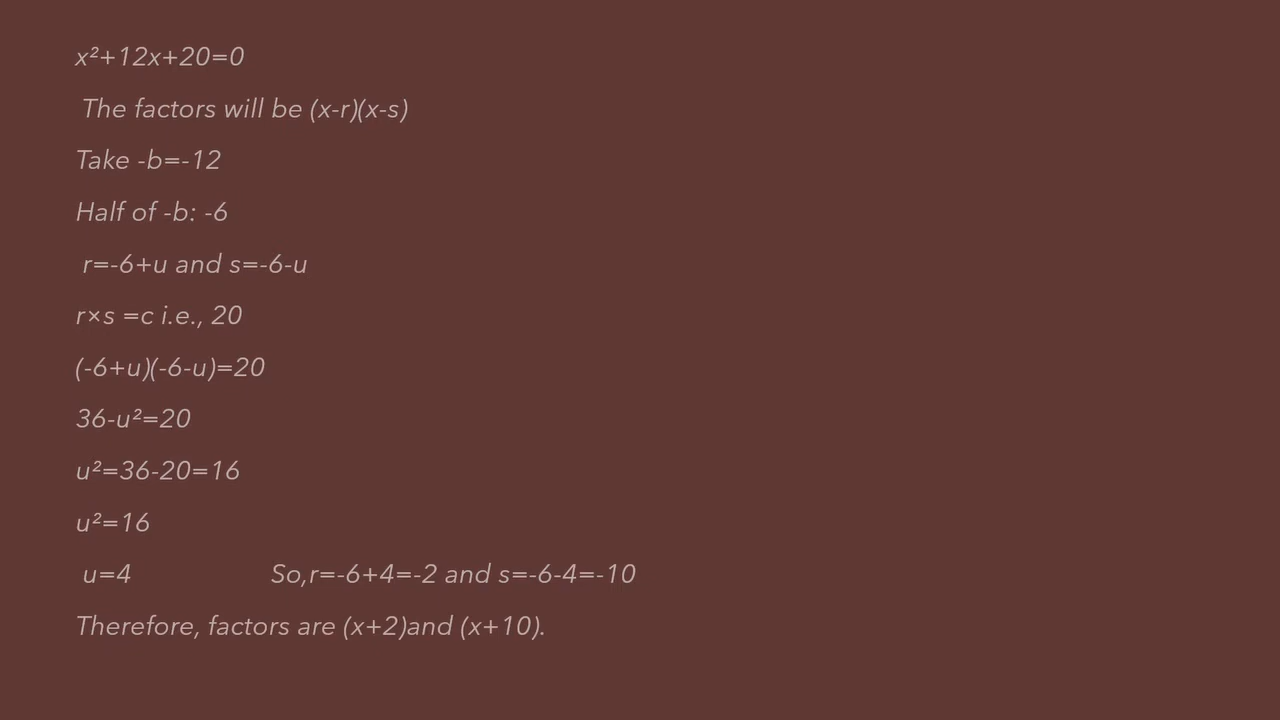 x²+12x+20=0
The factors will be (x-r)(x-s)
Take -b=-12
Half of -b: -6
r=-6+u and s=-6-u
r×s =c i.e., 20
(-6+u)(-6-u)=20
36-u²=20
u²=36-20=16
u²=16
u=4 So,r=-6+4=-2 and s=-6-4=-10
Therefore, factors are (x+2)and (x+10).